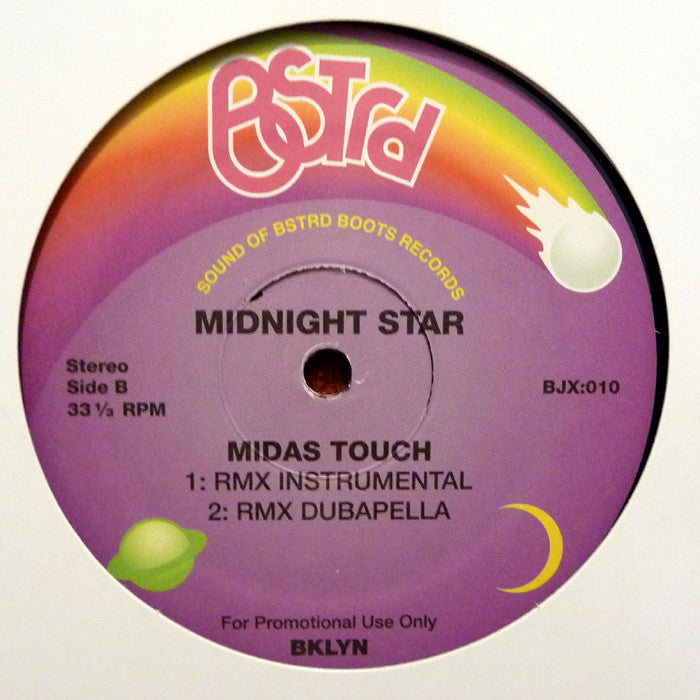 BSTrd
SOUND OF BSTRD BOOTS RECORDS
MIDNIGHT STAR
Stereo
Side B
33 ⅓ RPM
BJX:010
MIDAS TOUCH
1: RMX INSTRUMENTAL
2: RMX DUBAPELLA
For Promotional Use Only
BKLYN